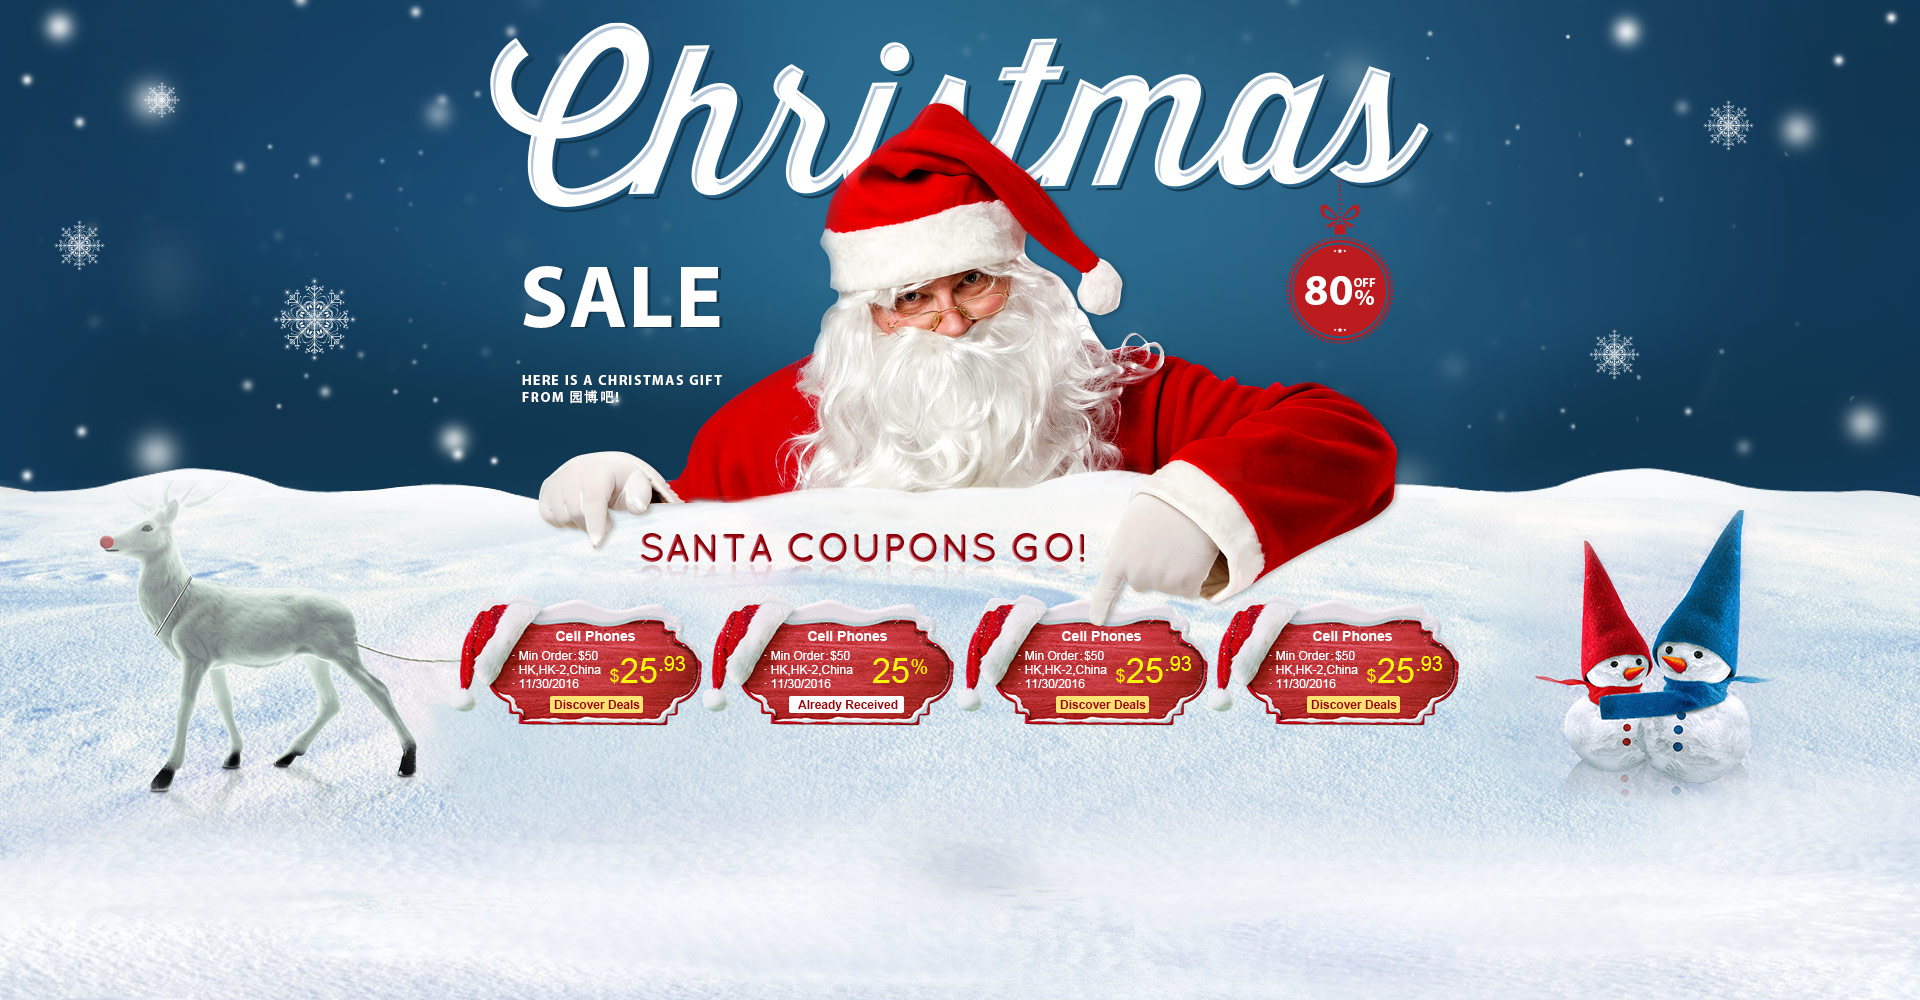 Christmas
SALE
80% OFF
HERE IS A CHRISTMAS GIFT
FROM 园博吧!
SANTA COUPONS GO!
Cell Phones
· Min Order:$50
· HK,HK-2,China
· 11/30/2016
$25.93
Discover Deals
Cell Phones
· Min Order:$50
· HK,HK-2,China
· 11/30/2016
25%
Already Received
Cell Phones
· Min Order:$50
· HK,HK-2,China
· 11/30/2016
$25.93
Discover Deals
Cell Phones
· Min Order:$50
· HK,HK-2,China
· 11/30/2016
$25.93
Discover Deals